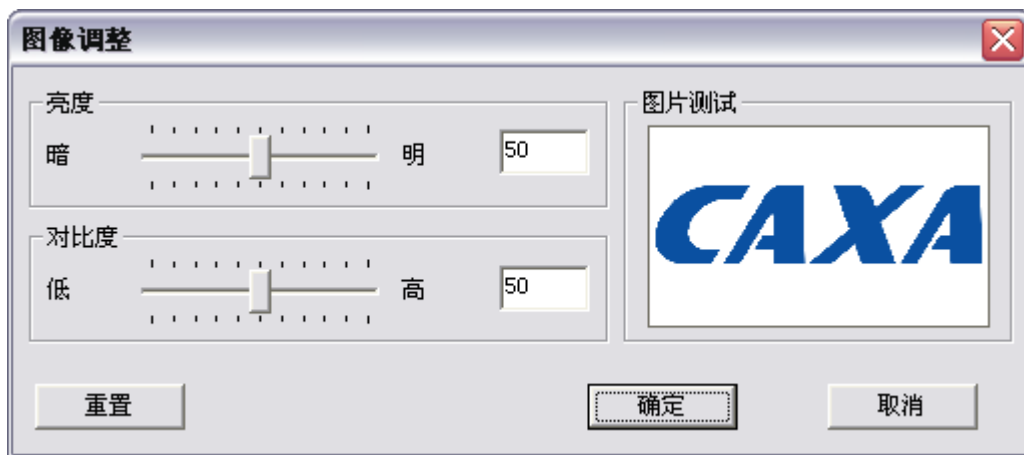 图像调整
亮度
暗 明 50
对比度
低 高 50
图片测试
CAXA
重置 确定 取消